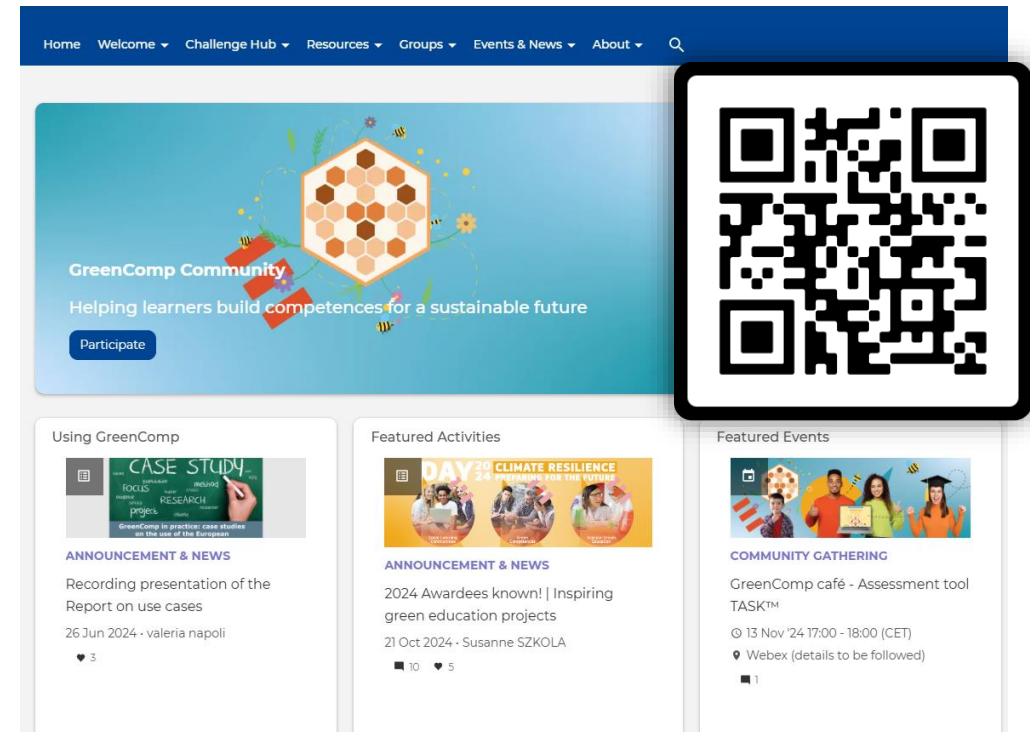 Home Welcome Challenge Hub Resources Groups Events & News About
GreenComp Community
Helping learners build competences for a sustainable future
Participate
Using GreenComp
CASE STUDY
FOCUS
method
RESEARCH
project
GreenComp in practice: case studies
on the use of the European
ANNOUNCEMENT & NEWS
Recording presentation of the
Report on use cases
26 Jun 2024 · valeria napoli
3
Featured Activities
DAY 2024 CLIMATE RESILIENCE
PREPARING FOR THE FUTURE
ANNOUNCEMENT & NEWS
2024 Awardees known! | Inspiring
green education projects
21 Oct 2024 · Susanne SZKOLA
10 5
Featured Events
COMMUNITY GATHERING
GreenComp café - Assessment tool
TASK™
13 Nov '24 17:00 - 18:00 (CET)
Webex (details to be followed)
1